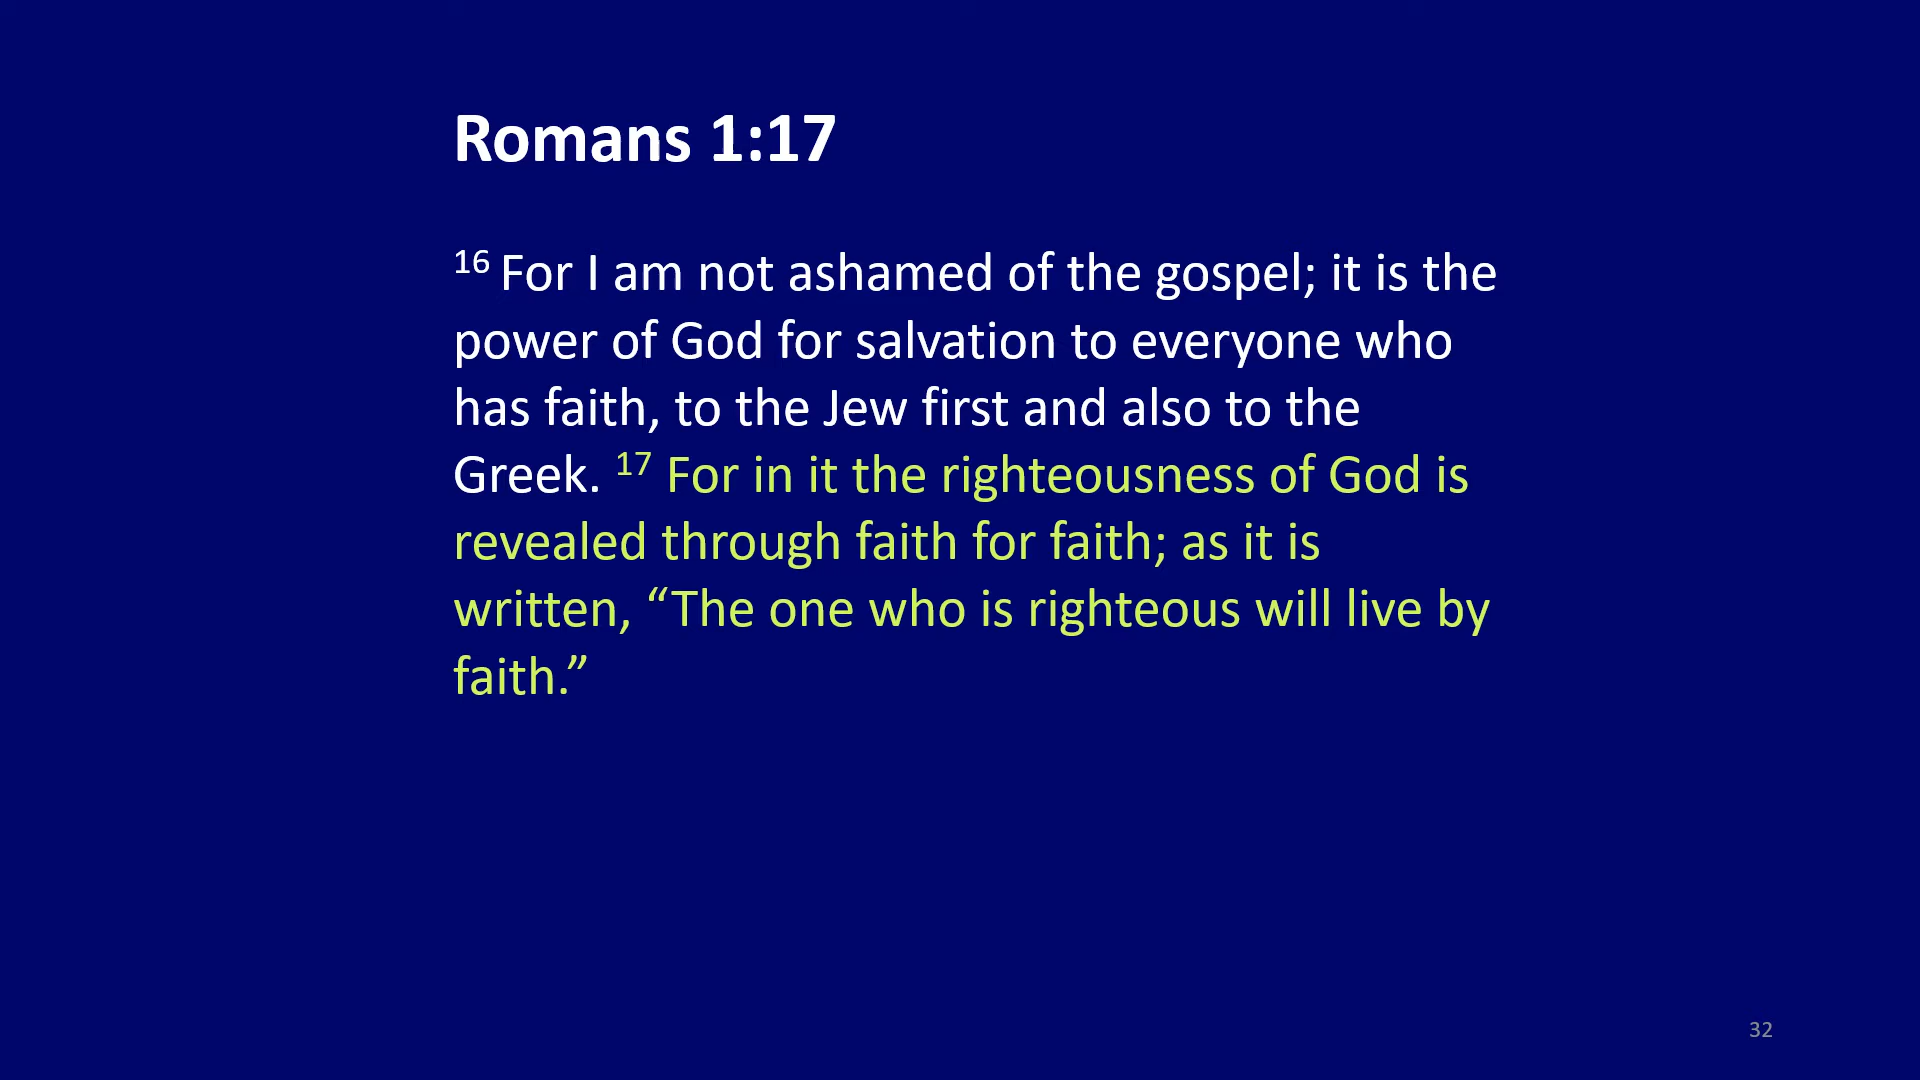 Romans 1:17
16 For I am not ashamed of the gospel; it is the
power of God for salvation to everyone who
has faith, to the Jew first and also to the
Greek. 17 For in it the righteousness of God is
revealed through faith for faith; as it is
written, “The one who is righteous will live by
faith.”
32